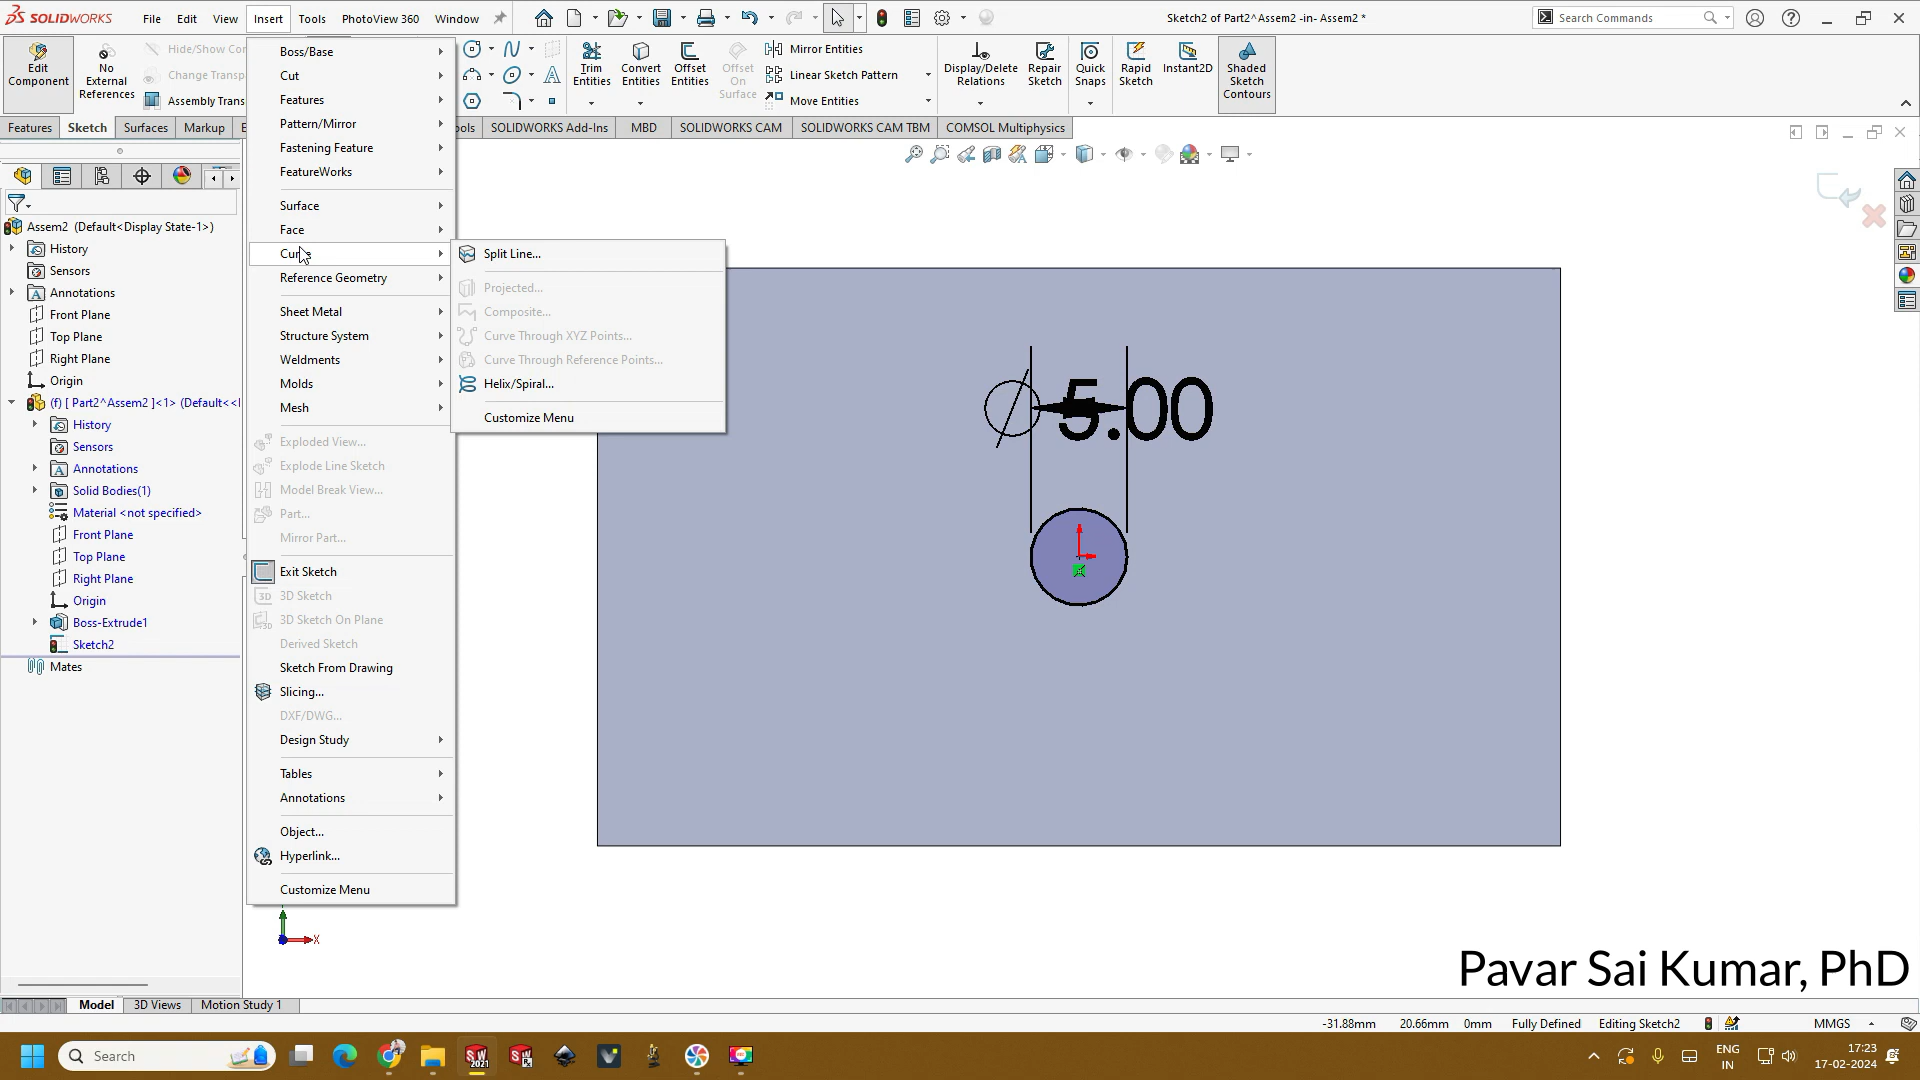 SOLIDWORKS
File
Edit
View
Insert
Tools
PhotoView 360
Window
Sketch2 of Part2^Assem2 -in- Assem2 *
Search Commands
Edit Component
No External References
Hide/Show Co
Change Transp
Assembly Trans
Trim Entities
Convert Entities
Offset Entities
Offset On Surface
Mirror Entities
Linear Sketch Pattern
Move Entities
Display/Delete Relations
Repair Sketch
Quick Snaps
Rapid Sketch
Instant2D
Shaded Sketch Contours
Features
Sketch
Surfaces
Markup
E
ools
SOLIDWORKS Add-Ins
MBD
SOLIDWORKS CAM
SOLIDWORKS CAM TBM
COMSOL Multiphysics
Assem2 (Default<Display State-1>)
History
Sensors
Annotations
Front Plane
Top Plane
Right Plane
Origin
(f) [ Part2^Assem2 ]<1> (Default<<
History
Sensors
Annotations
Solid Bodies(1)
Material <not specified>
Front Plane
Top Plane
Right Plane
Origin
Boss-Extrude1
Sketch2
Mates
Boss/Base
Cut
Features
Pattern/Mirror
Fastening Feature
FeatureWorks
Surface
Face
Curve
Reference Geometry
Sheet Metal
Structure System
Weldments
Molds
Mesh
Exploded View...
Explode Line Sketch
Model Break View...
Part...
Mirror Part...
Exit Sketch
3D Sketch
3D Sketch On Plane
Derived Sketch
Sketch From Drawing
Slicing...
DXF/DWG...
Design Study
Tables
Annotations
Object...
Hyperlink...
Customize Menu
Split Line...
Projected...
Composite...
Curve Through XYZ Points...
Curve Through Reference Points...
Helix/Spiral...
Customize Menu
∅ 5.00
X
Pavar Sai Kumar, PhD
Model
3D Views
Motion Study 1
-31.88mm
20.66mm
0mm
Fully Defined
Editing Sketch2
MMGS
Search
ENG
IN
17:23
17-02-2024